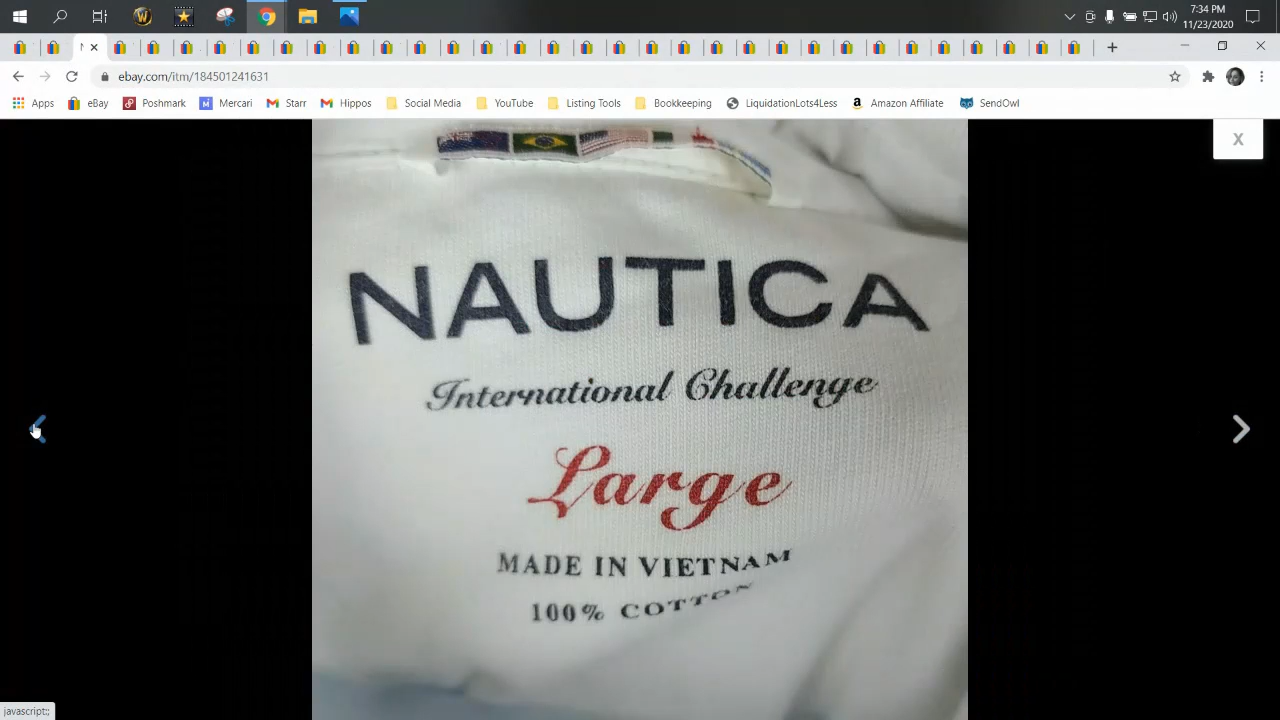 7:34 PM
11/23/2020
N
ebay.com/itm/184501241631
Apps
eBay
Poshmark
Mercari
Starr
Hippos
Social Media
YouTube
Listing Tools
Bookkeeping
LiquidationLots4Less
Amazon Affiliate
SendOwl
X
NAUTICA
International Challenge
Large
MADE IN VIETNAM
100% COTTON
javascript:;